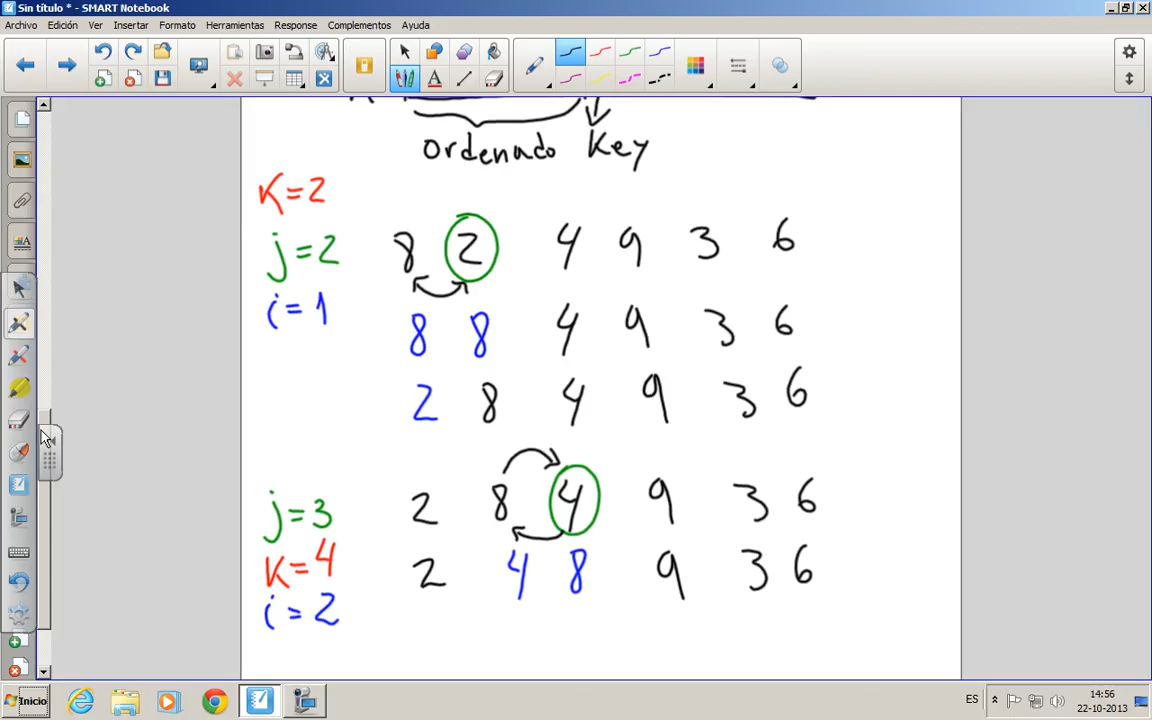 Sin título * - SMART Notebook
Archivo Edición Ver Insertar Formato Herramientas Response Complementos Ayuda
Ordenado Key
K=2
j=2 8 2 4 9 3 6
i=1 8 8 4 9 3 6
2 8 4 9 3 6
j=3 2 8 4 9 3 6
K=4 2 4 8 9 3 6
i=2
Inicio ES 14:56
22-10-2013